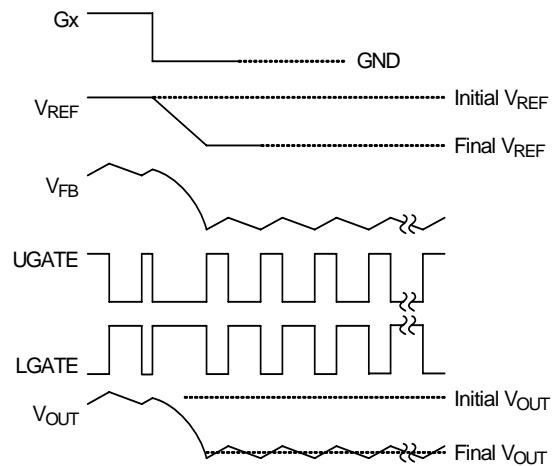 Gx
GND
VREF
Initial VREF
Final VREF
VFB
UGATE
LGATE
VOUT
Initial VOUT
Final VOUT